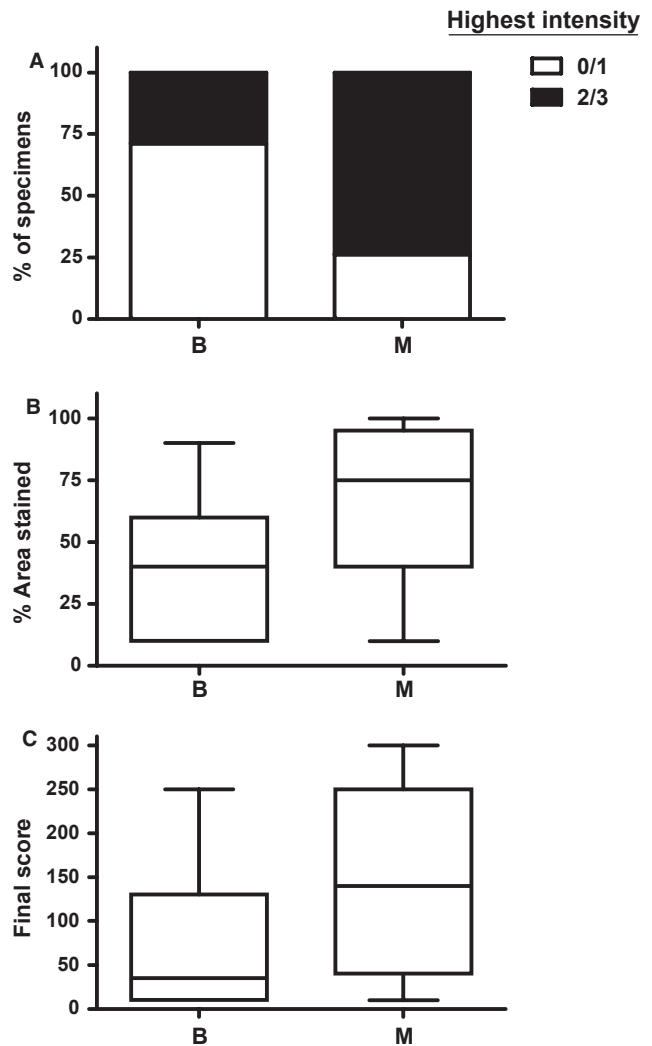 Highest intensity
0/1
2/3
A
% of specimens
100
75
50
25
0
B
M
B
% Area stained
100
75
50
25
0
B
M
C
Final score
300
250
200
150
100
50
0
B
M